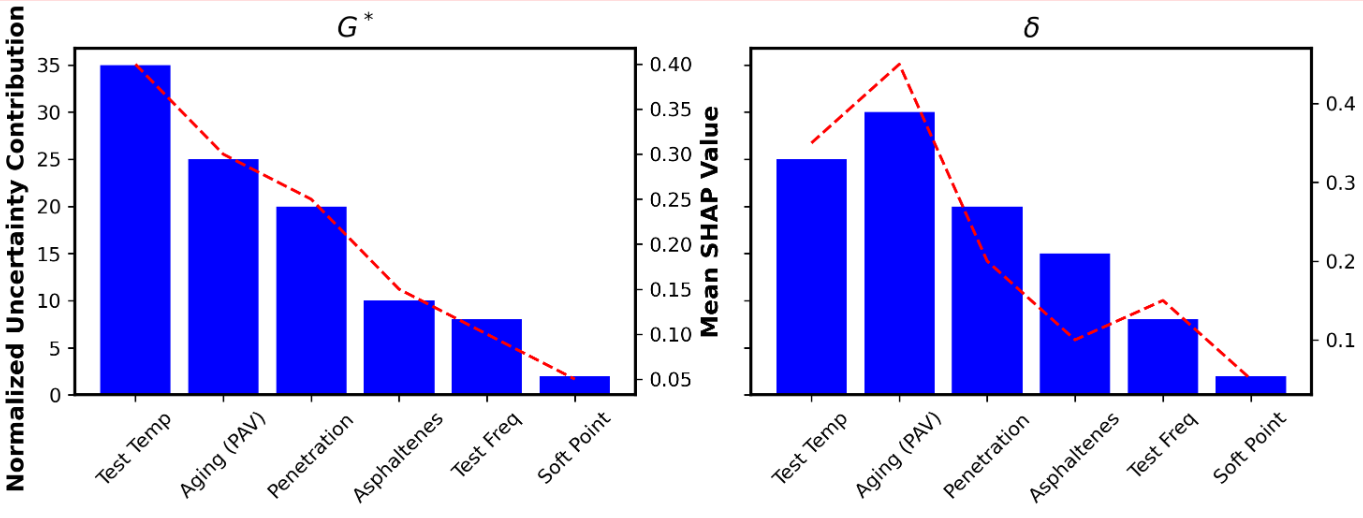 G*
Normalized Uncertainty Contribution
35
30
25
20
15
10
5
0
0.40
0.35
0.30
0.25
0.20
0.15
0.10
0.05
Mean SHAP Value
Test Temp
Aging (PAV)
Penetration
Asphaltenes
Test Freq
Soft Point
δ
0.4
0.3
0.2
0.1
Test Temp
Aging (PAV)
Penetration
Asphaltenes
Test Freq
Soft Point